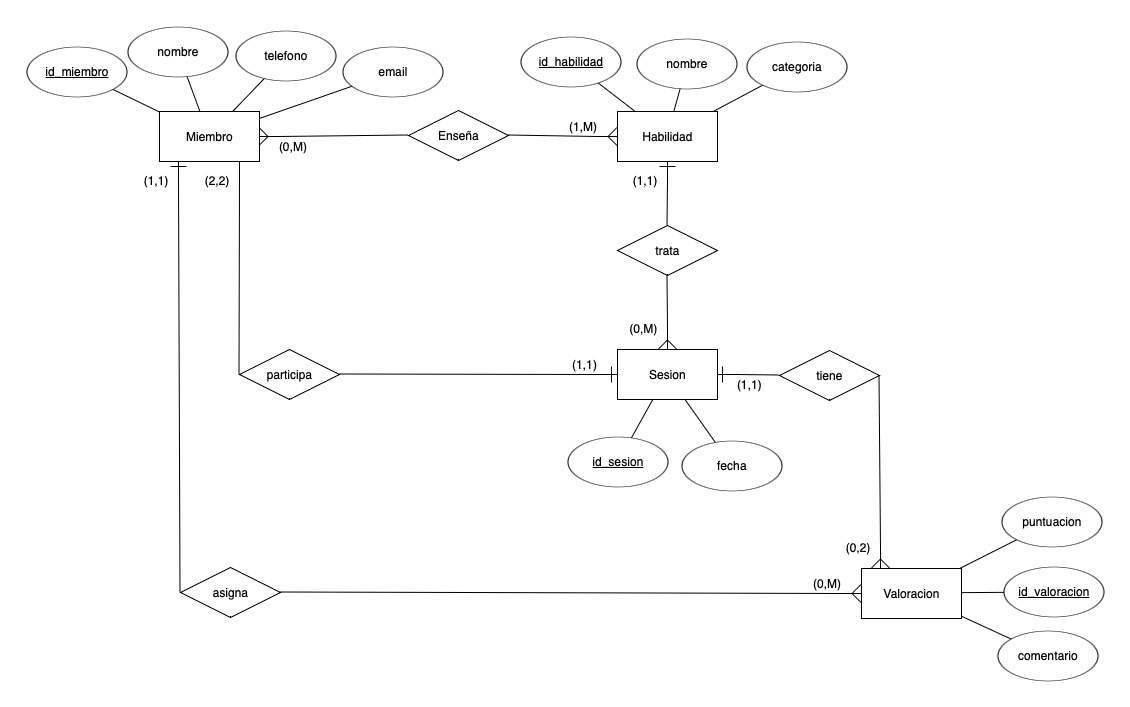 id_miembro
nombre
telefono
email
id_habilidad
nombre
categoria
Miembro
(0,M)
Enseña
(1,M)
Habilidad
(1,1)
(2,2)
(1,1)
trata
(0,M)
participa
(1,1)
Sesion
(1,1)
tiene
id_sesion
fecha
(0,2)
puntuacion
asigna
(0,M)
Valoracion
id_valoracion
comentario